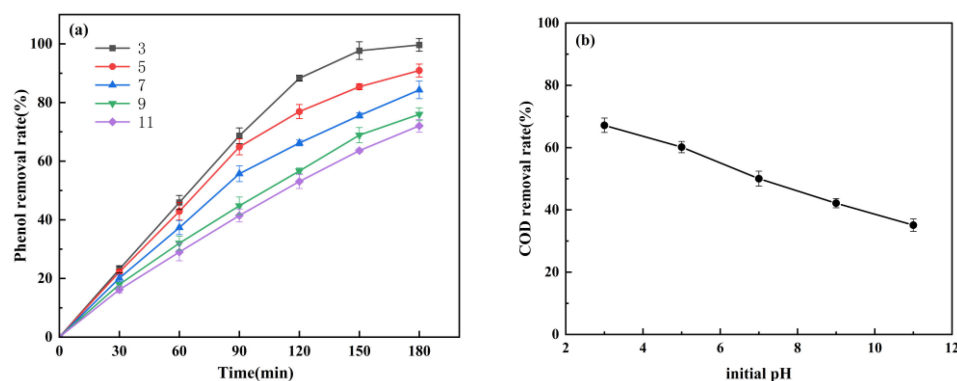 (a)
3
5
7
9
11
Phenol removal rate(%)
100
80
60
40
20
0
0 30 60 90 120 150 180
Time(min)
(b)
COD removal rate(%)
100
80
60
40
20
0
2 4 6 8 10 12
initial pH